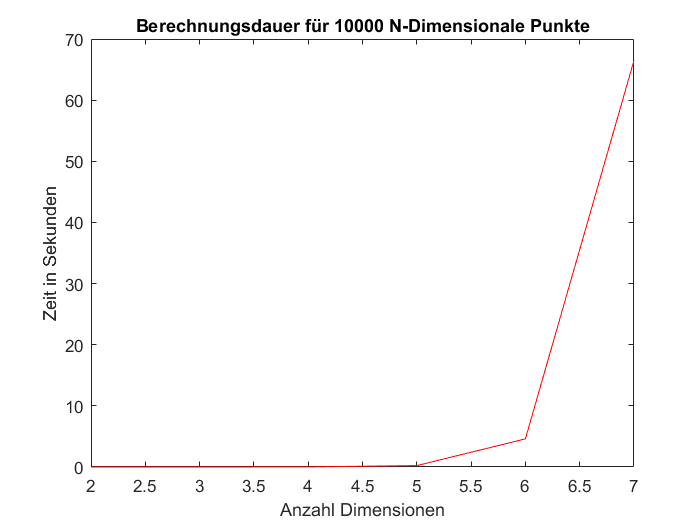 Berechnungsdauer für 10000 N-Dimensionale Punkte
70
60
50
40
30
20
10
0
Zeit in Sekunden
2 2.5 3 3.5 4 4.5 5 5.5 6 6.5 7
Anzahl Dimensionen